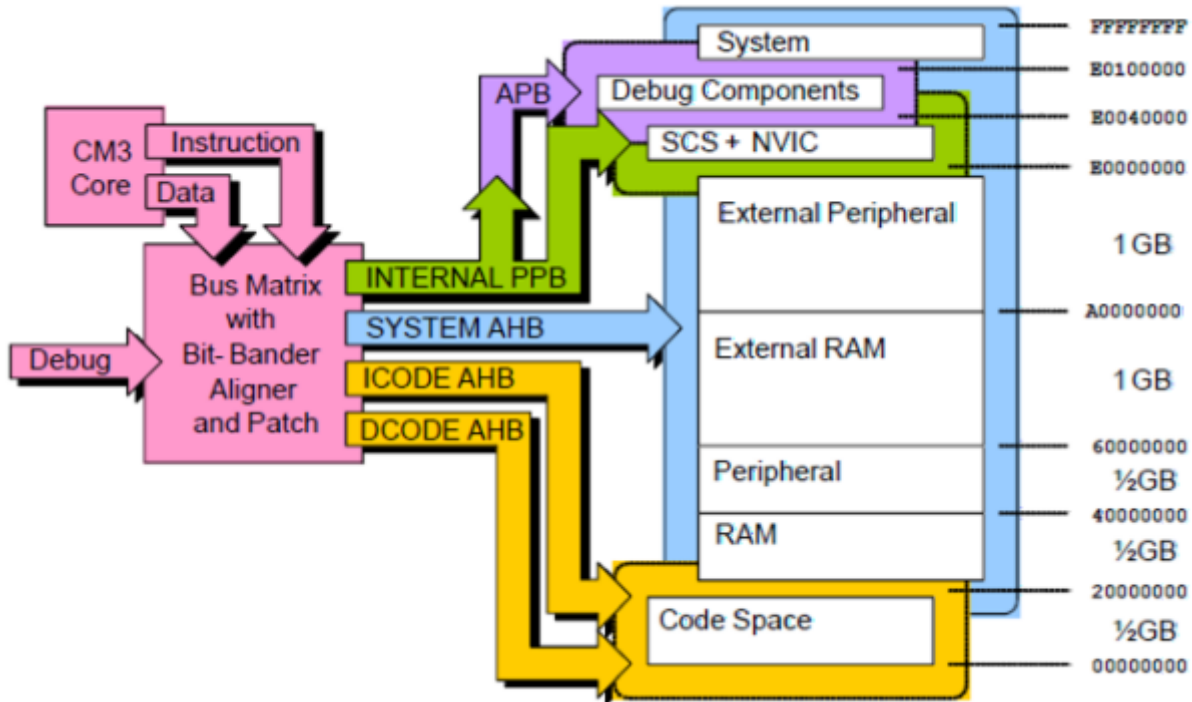 System
FFFFFFFF
E0100000
APB
Debug Components
E0040000
CM3
Core
Instruction
Data
SCS + NVIC
E0000000
External Peripheral
1GB
Bus Matrix
with
Bit- Bander
Aligner
and Patch
INTERNAL PPB
SYSTEM AHB
ICODE AHB
DCODE AHB
Debug
A0000000
External RAM
1GB
60000000
Peripheral
½GB
40000000
RAM
½GB
20000000
Code Space
½GB
00000000